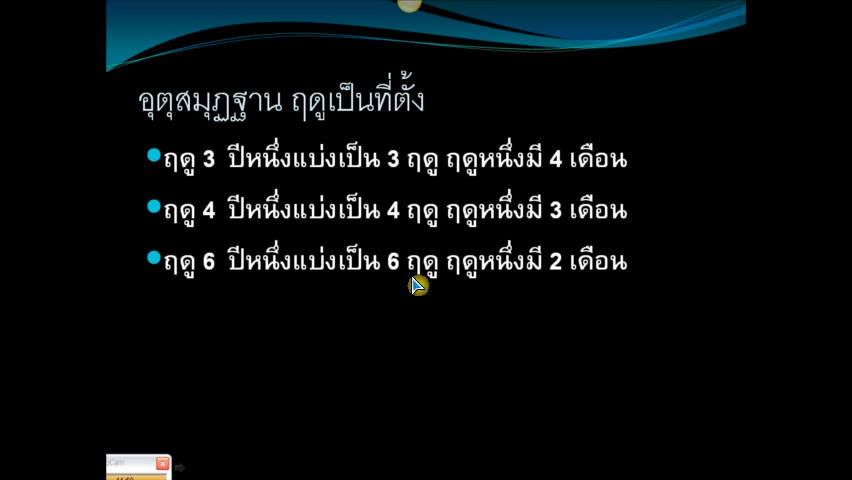 อุตุสมุฏฐาน ฤดูเป็นที่ตั้ง
ฤดู 3 ปีหนึ่งแบ่งเป็น 3 ฤดู ฤดูหนึ่งมี 4 เดือน
ฤดู 4 ปีหนึ่งแบ่งเป็น 4 ฤดู ฤดูหนึ่งมี 3 เดือน
ฤดู 6 ปีหนึ่งแบ่งเป็น 6 ฤดู ฤดูหนึ่งมี 2 เดือน